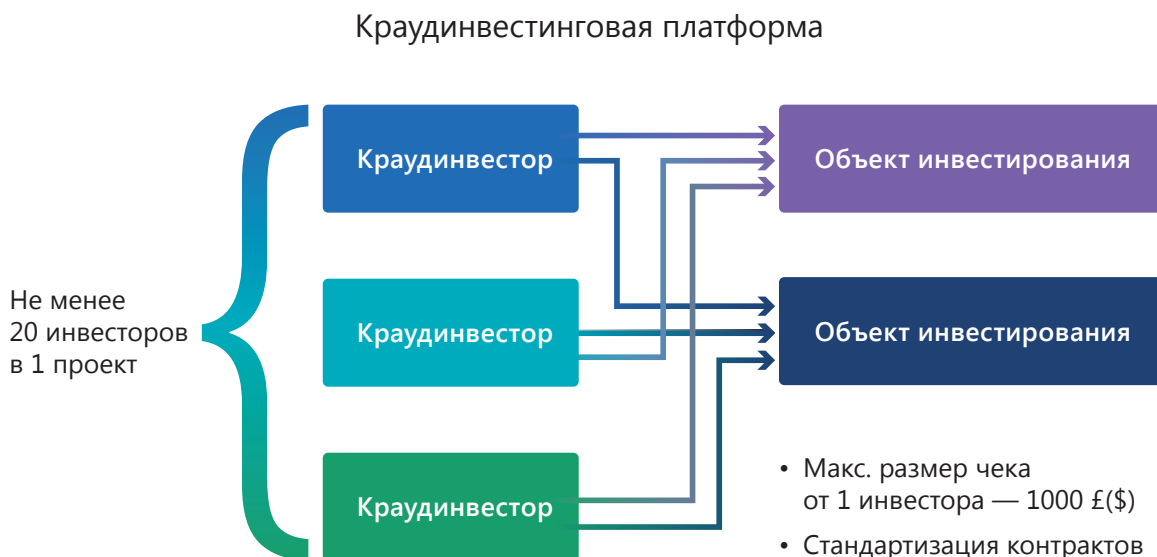 Краудинвестинговая платформа
Не менее
20 инвесторов
в 1 проект
Краудинвестор
Краудинвестор
Краудинвестор
Объект инвестирования
Объект инвестирования
• Макс. размер чека
от 1 инвестора — 1000 £($)
• Стандартизация контрактов